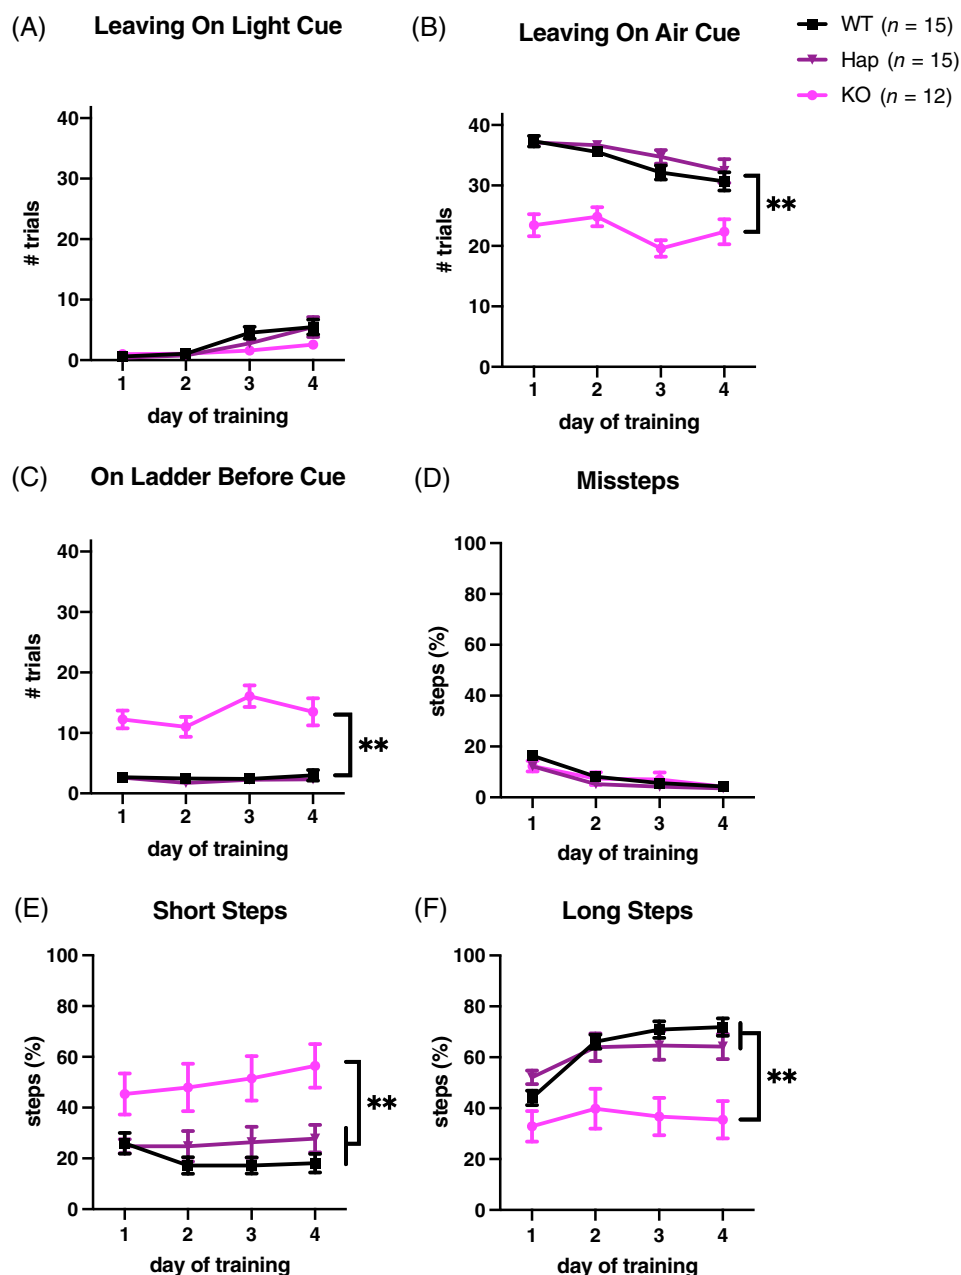 (A) Leaving On Light Cue
(B) Leaving On Air Cue
WT (n = 15)
Hap (n = 15)
KO (n = 12)
# trials
40
30
20
10
0
1 2 3 4
day of training
# trials
40
30
20
10
0
1 2 3 4
day of training
**
(C) On Ladder Before Cue
(D) Missteps
# trials
40
30
20
10
0
1 2 3 4
day of training
**
steps (%)
100
80
60
40
20
0
1 2 3 4
day of training
(E) Short Steps
(F) Long Steps
steps (%)
100
80
60
40
20
0
1 2 3 4
day of training
**
steps (%)
100
80
60
40
20
0
1 2 3 4
day of training
**